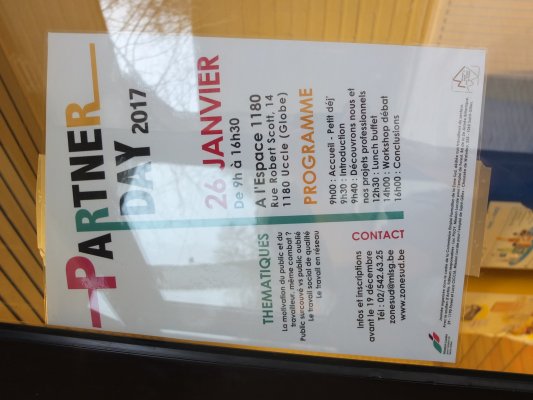 PARTNER
DAY 2017
26 JANVIER
De 9h à 16h30
A l'Espace 1180
Rue Robert Scott, 14
1180 Uccle (Globe)
PROGRAMME
9h00 : Accueil - Petit déj'
9h30 : Introduction
9h40 : Découvrons nous et
nos projets professionnels
12h30 : Lunch buffet
14h00 : Workshop débat
16h00 : Conclusions
THEMATIQUES
La motivation du public et du
travailleur, même combat ?
Public surcouvé vs public oublié
Le travail social de qualité
Le travail en réseau
CONTACT
Infos et inscriptions
avant le 19 décembre
Tél : 02/542.63.25
zonesud@mlsg.be
www.zonesud.be